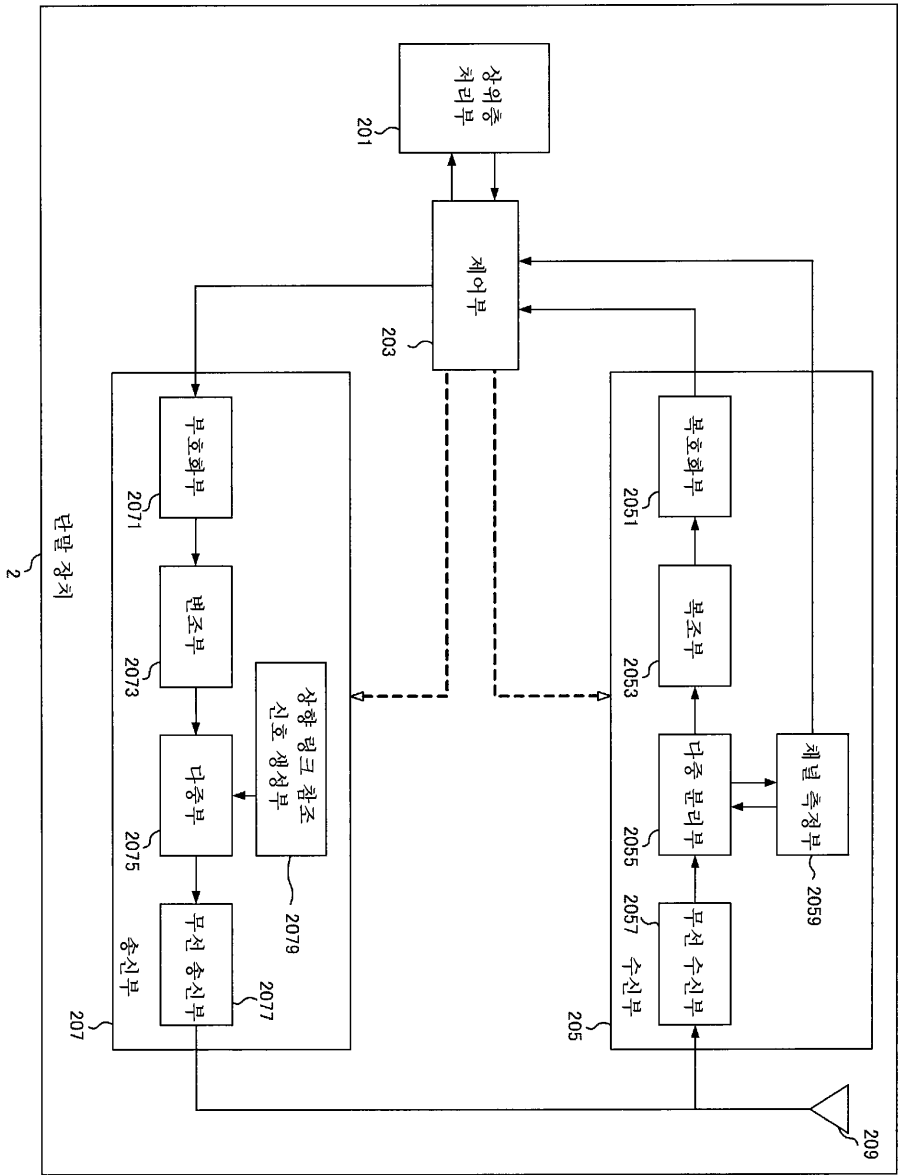 단말 장치
2
상위층
처리부
201
제어부
203
수신부
205
복호화부
2051
복조부
2053
다중 분리부
2055
무선 수신부
2057
채널 측정부
2059
송신부
207
부호화부
2071
변조부
2073
다중부
2075
무선 송신부
2077
상향 링크 참조
신호 생성부
2079
209